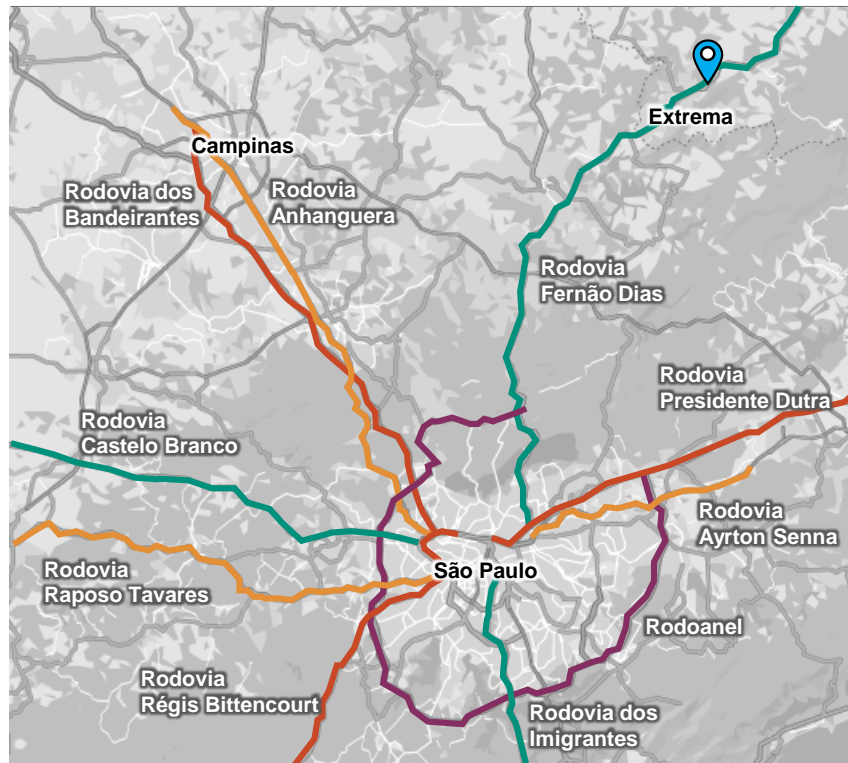 Extrema
Campinas
Rodovia dos
Bandeirantes
Rodovia
Anhanguera
Rodovia
Fernão Dias
Rodovia
Presidente Dutra
Rodovia
Castelo Branco
Rodovia
Ayrton Senna
São Paulo
Rodovia
Raposo Tavares
Rodoanel
Rodovia
Régis Bittencourt
Rodovia dos
Imigrantes